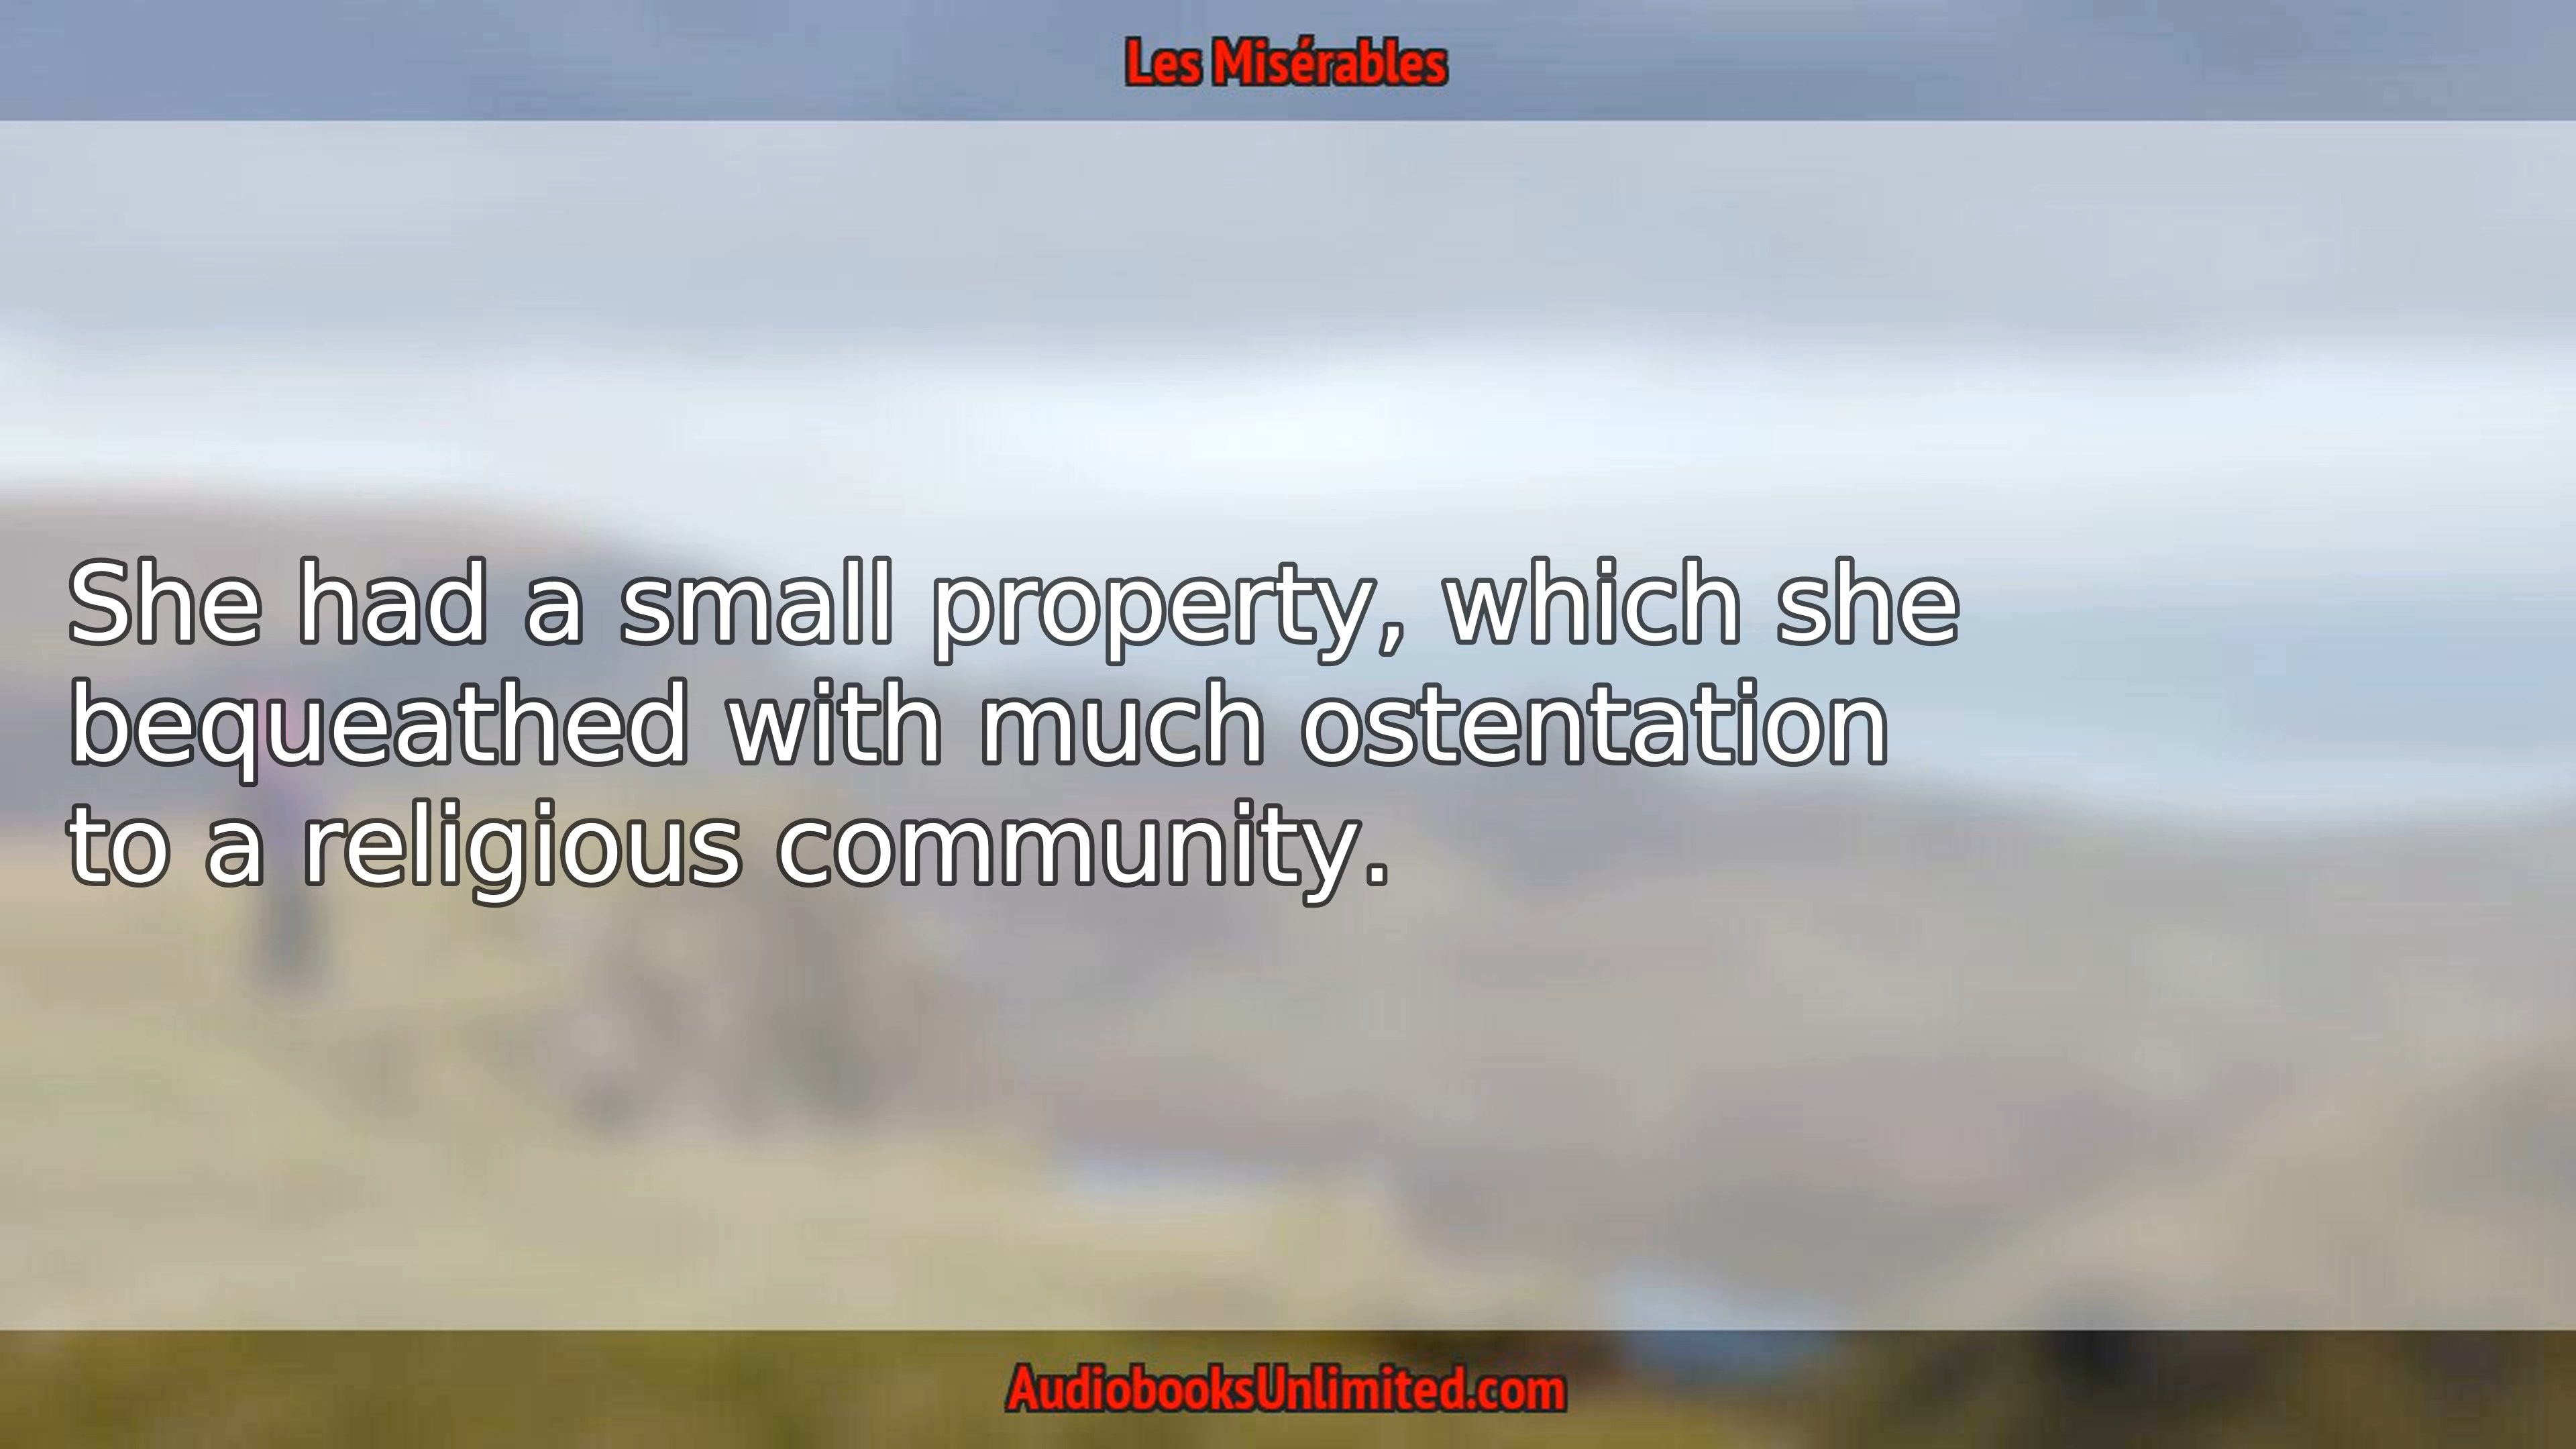 Les Misérables
She had a small property, which she
bequeathed with much ostentation
to a religious community.
AudiobooksUnlimited.com